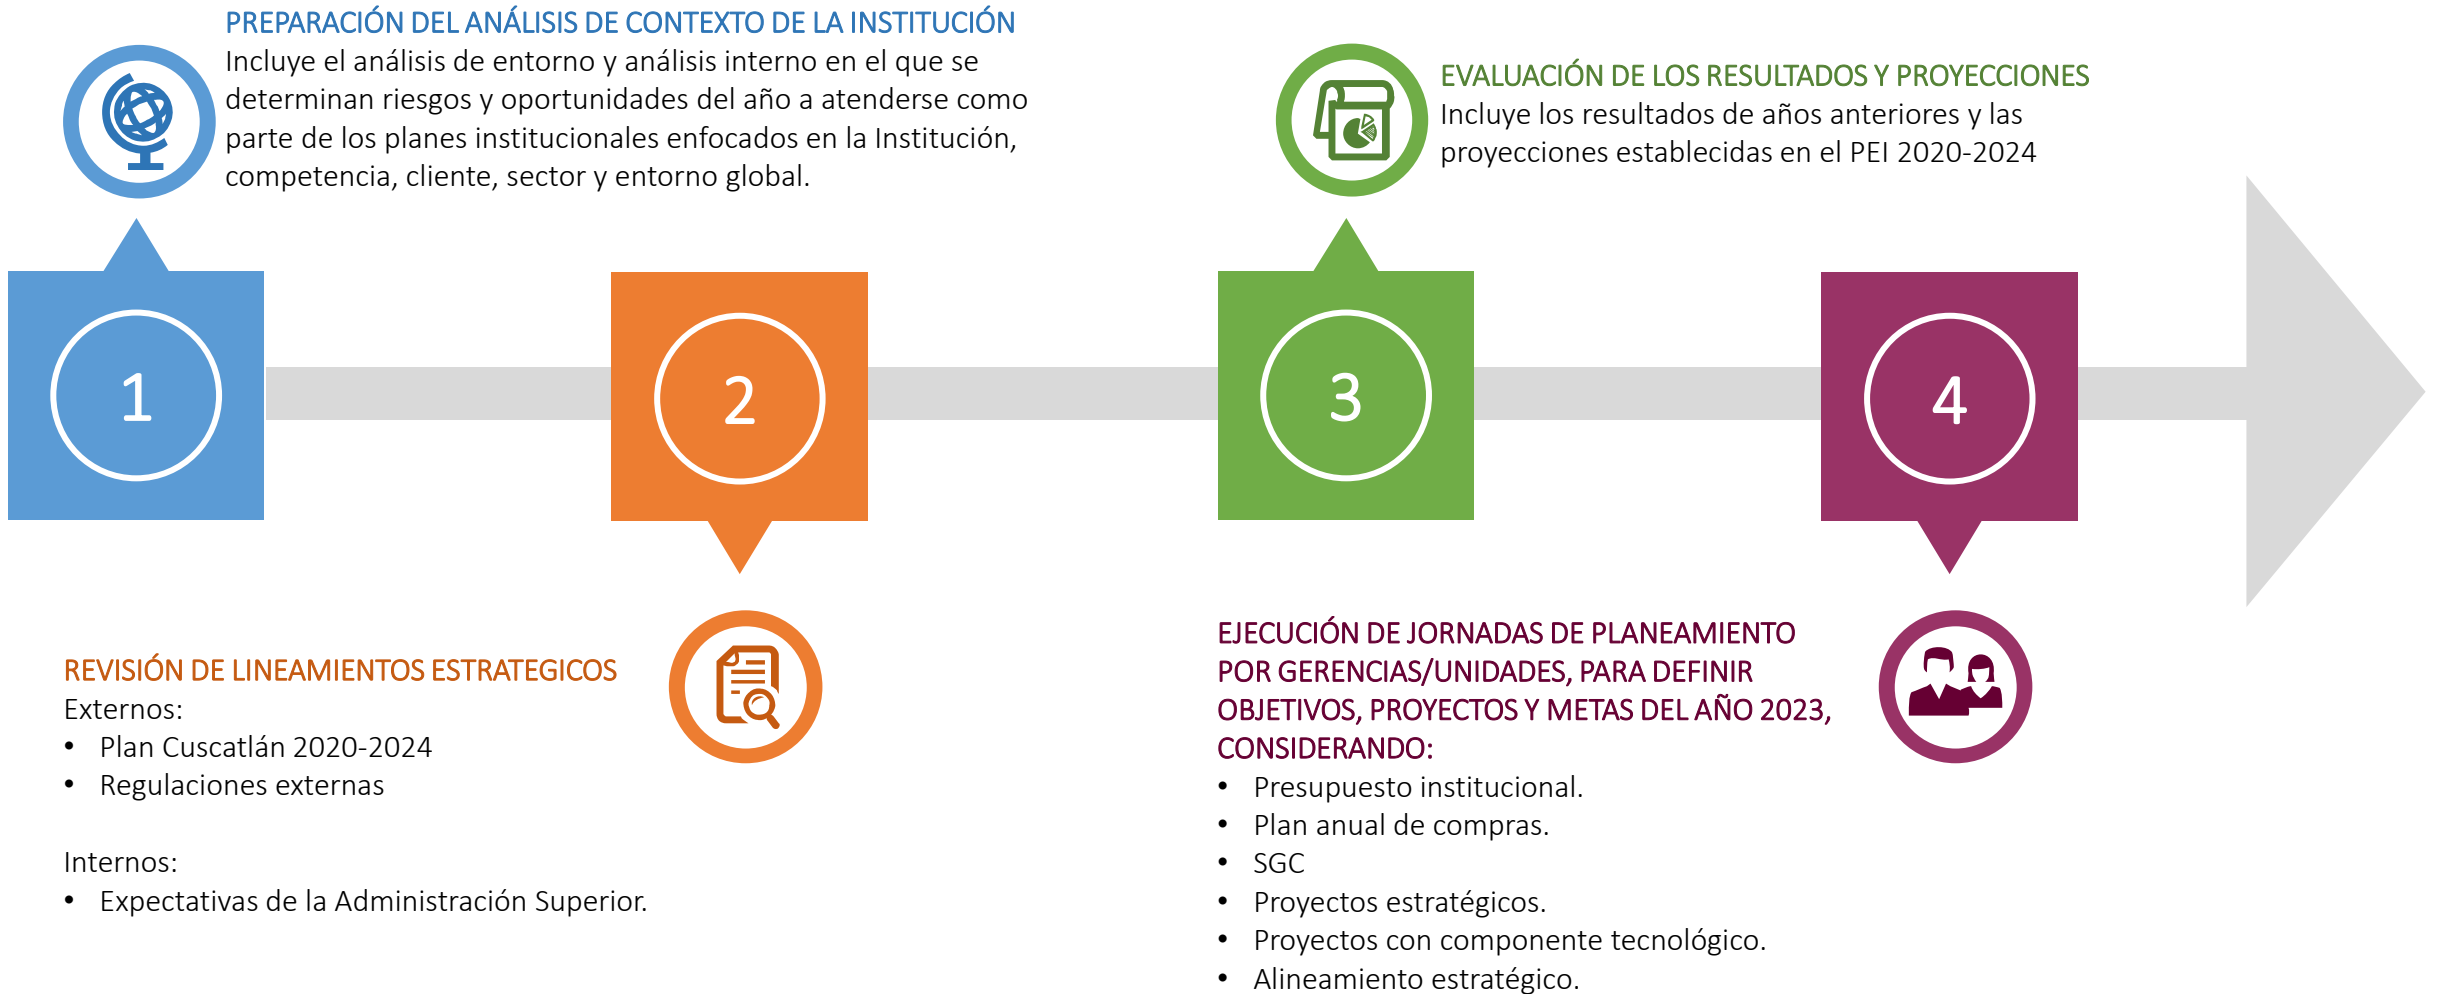 PREPARACIÓN DEL ANÁLISIS DE CONTEXTO DE LA INSTITUCIÓN
Incluye el análisis de entorno y análisis interno en el que se
determinan riesgos y oportunidades del año a atenderse como
parte de los planes institucionales enfocados en la Institución,
competencia, cliente, sector y entorno global.
EVALUACIÓN DE LOS RESULTADOS Y PROYECCIONES
Incluye los resultados de años anteriores y las
proyecciones establecidas en el PEI 2020-2024
1
2
3
4
REVISIÓN DE LINEAMIENTOS ESTRATEGICOS
Externos:
• Plan Cuscatlán 2020-2024
• Regulaciones externas
Internos:
• Expectativas de la Administración Superior.
EJECUCIÓN DE JORNADAS DE PLANEAMIENTO
POR GERENCIAS/UNIDADES, PARA DEFINIR
OBJETIVOS, PROYECTOS Y METAS DEL AÑO 2023,
CONSIDERANDO:
• Presupuesto institucional.
• Plan anual de compras.
• SGC
• Proyectos estratégicos.
• Proyectos con componente tecnológico.
• Alineamiento estratégico.